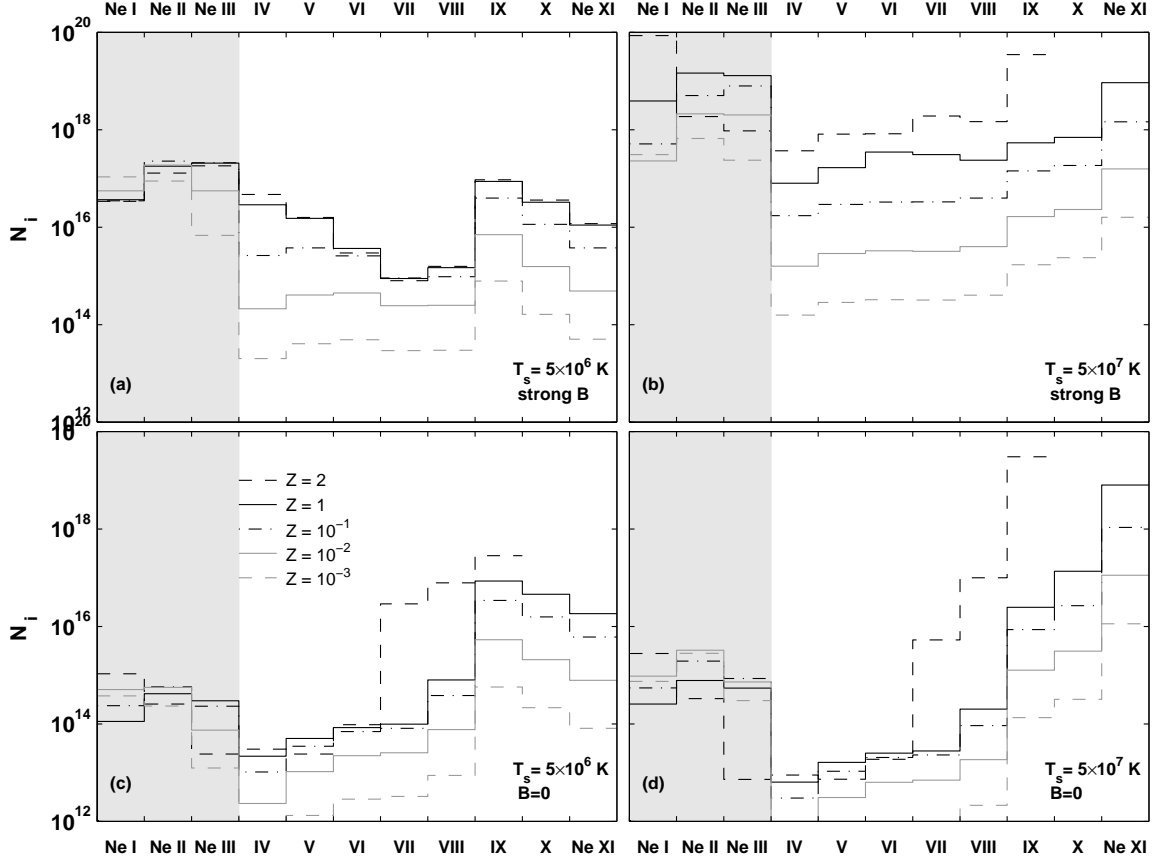 Ne I Ne II Ne III IV V VI VII VIII IX X Ne XI Ne I Ne II Ne III IV V VI VII VIII IX X Ne XI
10^20
10^18
10^16
10^14
10^12
N_i
(a)
T_s = 5×10^6 K
strong B
(b)
T_s = 5×10^7 K
strong B
10^20
10^18
10^16
10^14
10^12
N_i
Z = 2
Z = 1
Z = 10^−1
Z = 10^−2
Z = 10^−3
(c)
T_s = 5×10^6 K
B=0
(d)
T_s = 5×10^7 K
B=0
Ne I Ne II Ne III IV V VI VII VIII IX X Ne XI Ne I Ne II Ne III IV V VI VII VIII IX X Ne XI